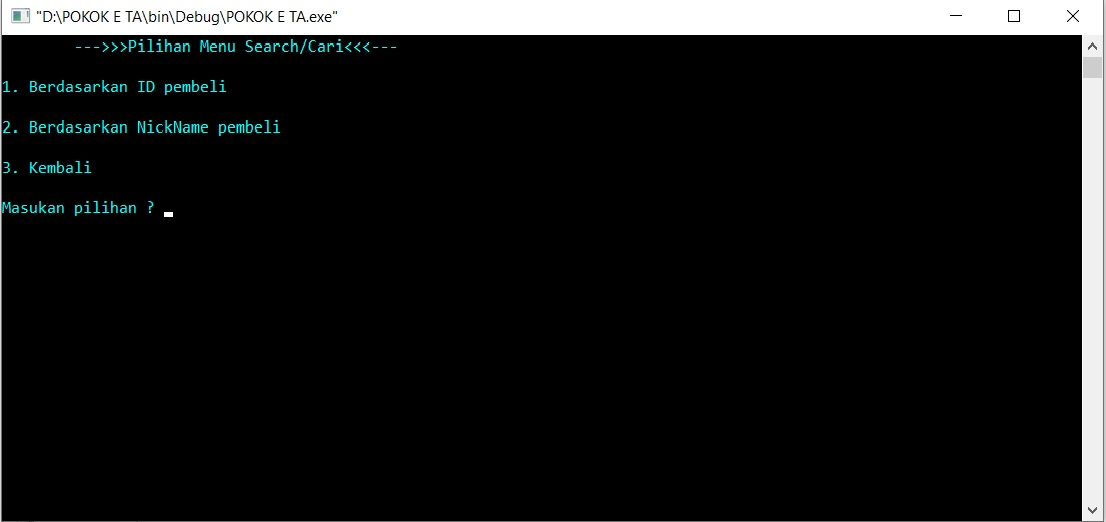 "D:\POKOK E TA\bin\Debug\POKOK E TA.exe"
--->>>Pilihan Menu Search/Cari<<<---
1. Berdasarkan ID pembeli
2. Berdasarkan NickName pembeli
3. Kembali
Masukan pilihan ?